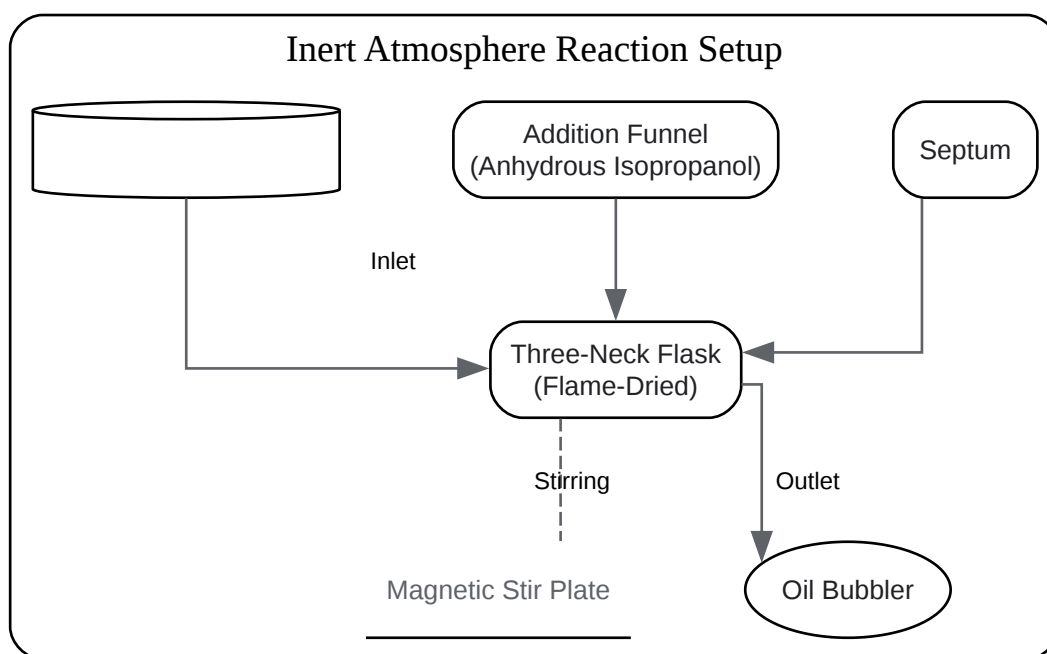 Inert Atmosphere Reaction Setup
Addition Funnel
(Anhydrous Isopropanol)
Septum
Inlet
Three-Neck Flask
(Flame-Dried)
Stirring
Outlet
Magnetic Stir Plate
Oil Bubbler